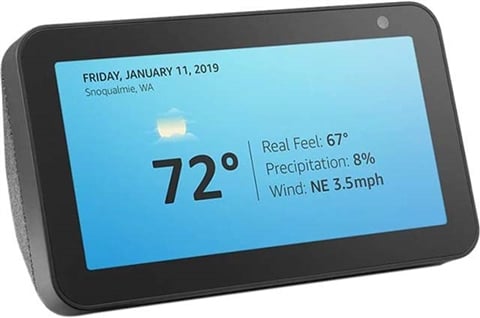 FRIDAY, JANUARY 11, 2019
Snoqualmie, WA
72°
Real Feel: 67°
Precipitation: 8%
Wind: NE 3.5mph